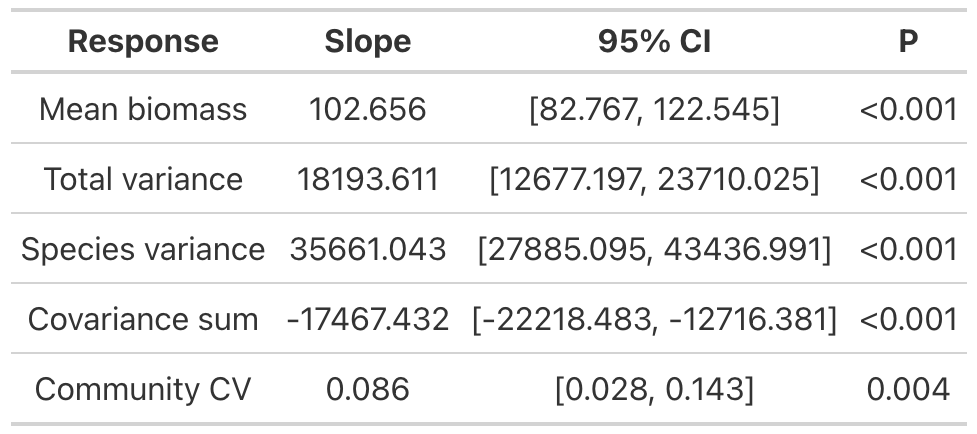 Response Slope 95% CI P
Mean biomass 102.656 [82.767, 122.545] <0.001
Total variance 18193.611 [12677.197, 23710.025] <0.001
Species variance 35661.043 [27885.095, 43436.991] <0.001
Covariance sum -17467.432 [-22218.483, -12716.381] <0.001
Community CV 0.086 [0.028, 0.143] 0.004